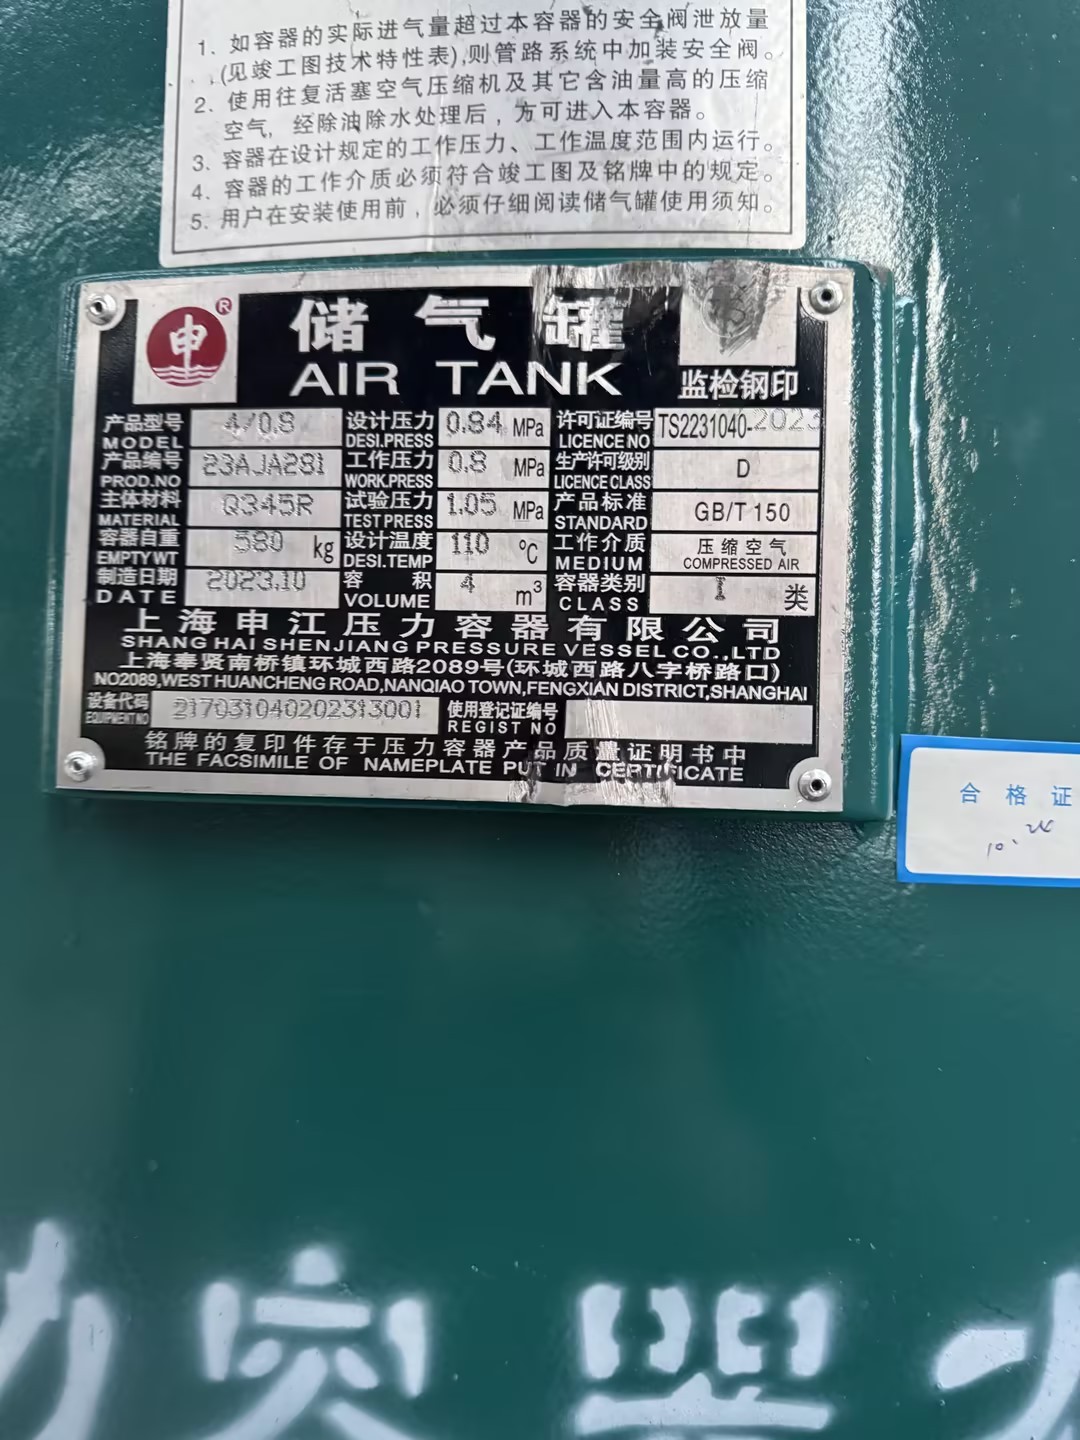 1. 如容器的实际进气量超过本容器的安全阀泄放量
(见竣工图技术特性表),则管路系统中加装安全阀。
2. 使用往复活塞空气压缩机及其它含油量高的压缩
空气, 经除油除水处理后, 方可进入本容器。
3. 容器在设计规定的工作压力、工作温度范围内运行。
4. 容器的工作介质必须符合竣工图及铭牌中的规定。
5. 用户在安装使用前, 必须仔细阅读储气罐使用须知。
申 ®
储气罐
AIR TANK
监检钢印
产品型号 4/0.8 设计压力 0.84 MPa 许可证编号 TS2231040-2023
MODEL DESI.PRESS LICENCE NO
产品编号 23AJA281 工作压力 0.8 MPa 生产许可级别 D
PROD.NO WORK.PRESS LICENCE CLASS
主体材料 Q345R 试验压力 1.05 MPa 产品标准 GB/T 150
MATERIAL TEST PRESS STANDARD
容器自重 580 kg 设计温度 110 ℃ 工作介质 压缩空气
EMPTY WT DESI.TEMP MEDIUM COMPRESSED AIR
制造日期 2023.10 容积 4 m³ 容器类别 1 类
DATE VOLUME CLASS
上海申江压力容器有限公司
SHANG HAI SHENJIANG PRESSURE VESSEL CO.,LTD
上海奉贤南桥镇环城西路2089号(环城西路八字桥路口)
NO2089,WEST HUANCHENG ROAD,NANQIAO TOWN,FENGXIAN DISTRICT,SHANGHAI
设备代码 217031040202313001 使用登记证编号
EQUIPMENT NO REGIST NO
铭牌的复印件存于压力容器产品质量证明书中
THE FACSIMILE OF NAMEPLATE PUT IN CERTIFICATE
合格证
10. 24